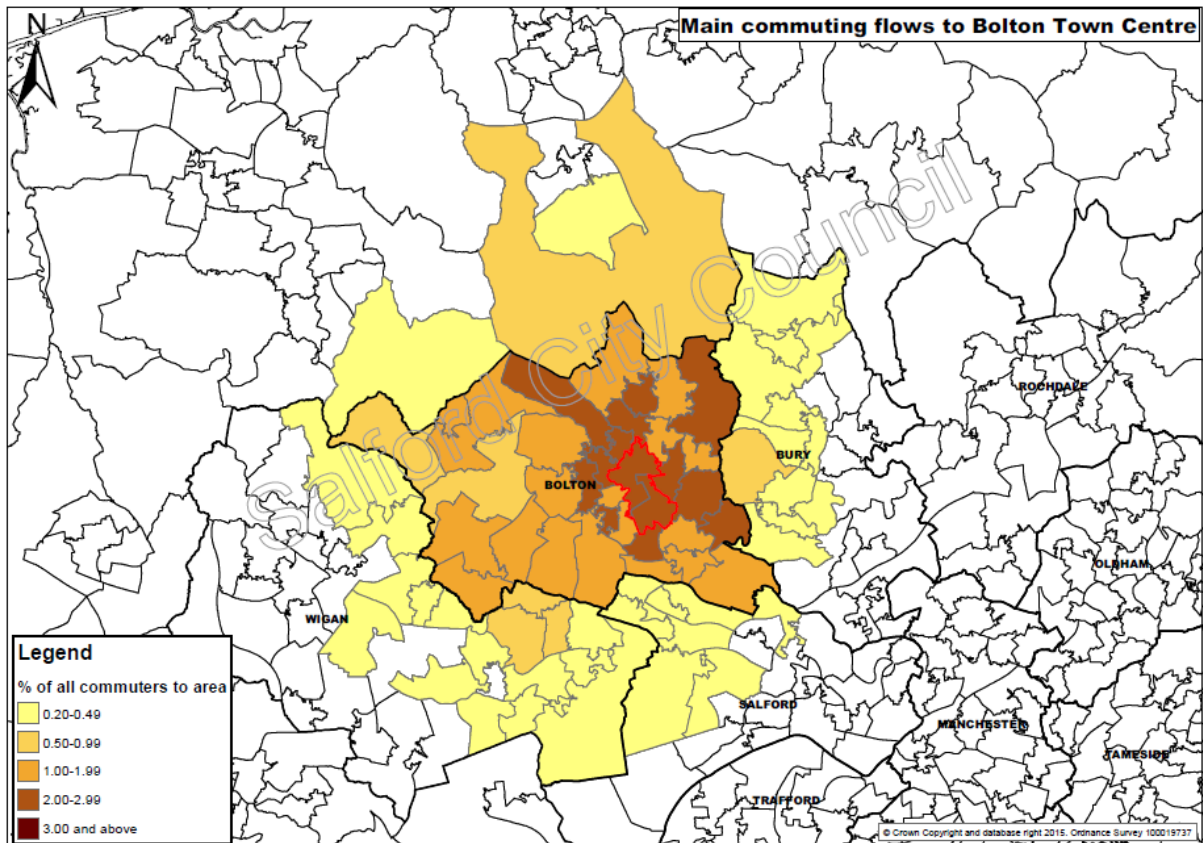 Main commuting flows to Bolton Town Centre
N
Salford City Council
ROCHDALE
BURY
BOLTON
OLDHAM
WIGAN
SALFORD
MANCHESTER
TAMESIDE
TRAFFORD
Legend
% of all commuters to area
0.20-0.49
0.50-0.99
1.00-1.99
2.00-2.99
3.00 and above
© Crown Copyright and database right 2015. Ordnance Survey 100019737